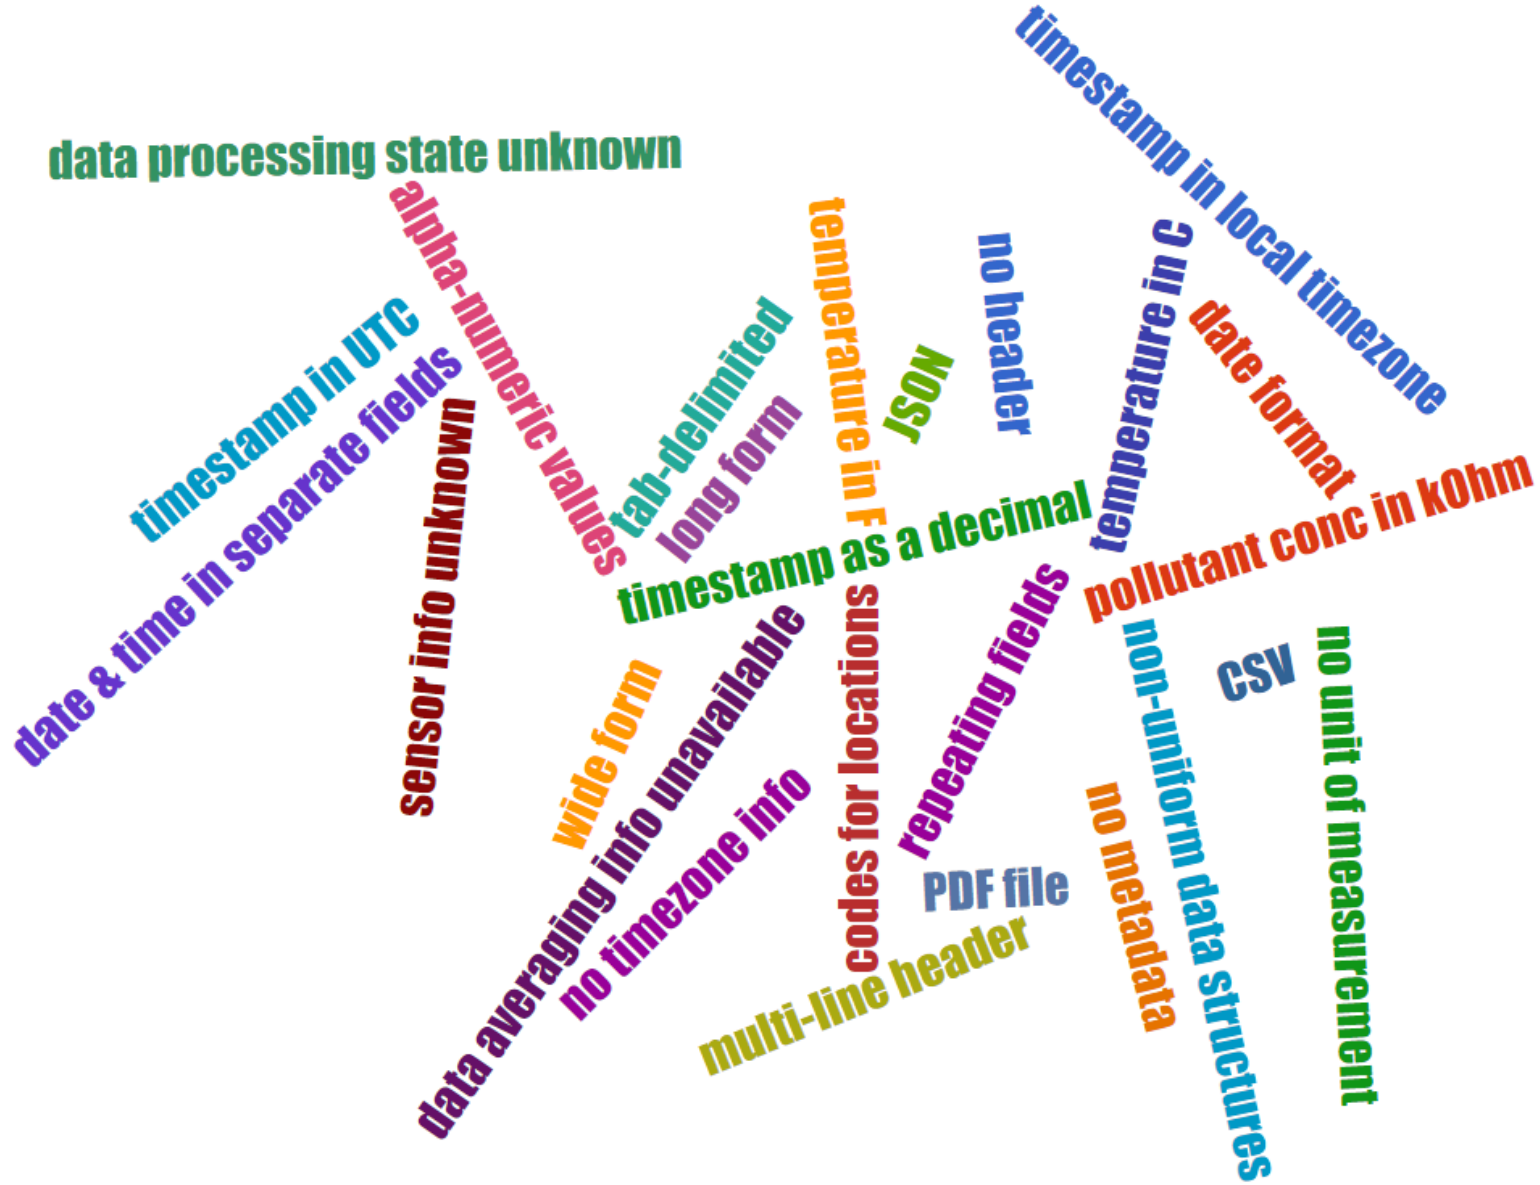 timestamp in local timezone
data processing state unknown
alpha-numeric values
temperature in F
no header
temperature in C
timestamp in UTC
tab-delimited
JSON
date format
date & time in separate fields
sensor info unknown
long form
timestamp as a decimal
pollutant conc in kOhm
wide form
data averaging info unavailable
codes for locations
repeating fields
non-uniform data structures
CSV
no unit of measurement
no timezone info
PDF file
no metadata
multi-line header